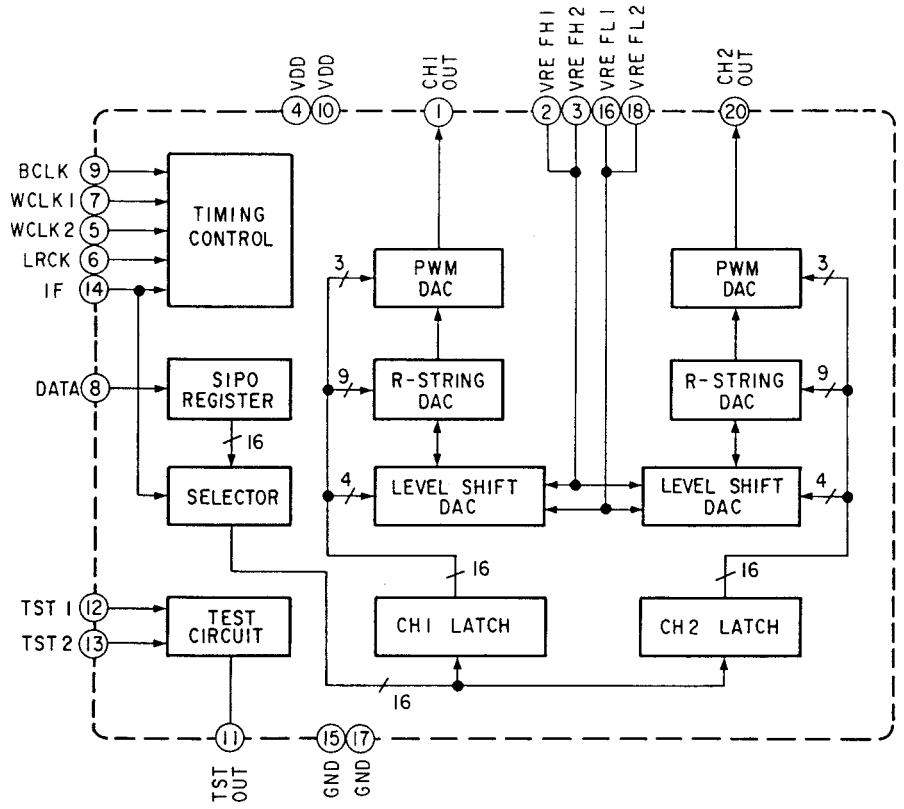 VDD
VDD
CH1
OUT
VRE FH1
VRE FH2
VRE FL1
VRE FL2
CH2
OUT
4
10
1
2
3
16
18
20
BCLK 9
WCLK1 7
WCLK2 5
LRCK 6
IF 14
TIMING
CONTROL
3
PWM
DAC
PWM
DAC
3
DATA 8
SIPO
REGISTER
9
R-STRING
DAC
R-STRING
DAC
9
16
SELECTOR
4
LEVEL SHIFT
DAC
LEVEL SHIFT
DAC
4
16
16
TST 1 12
TST 2 13
TEST
CIRCUIT
CH1 LATCH
CH2 LATCH
16
11
15
17
TST
OUT
GND
GND